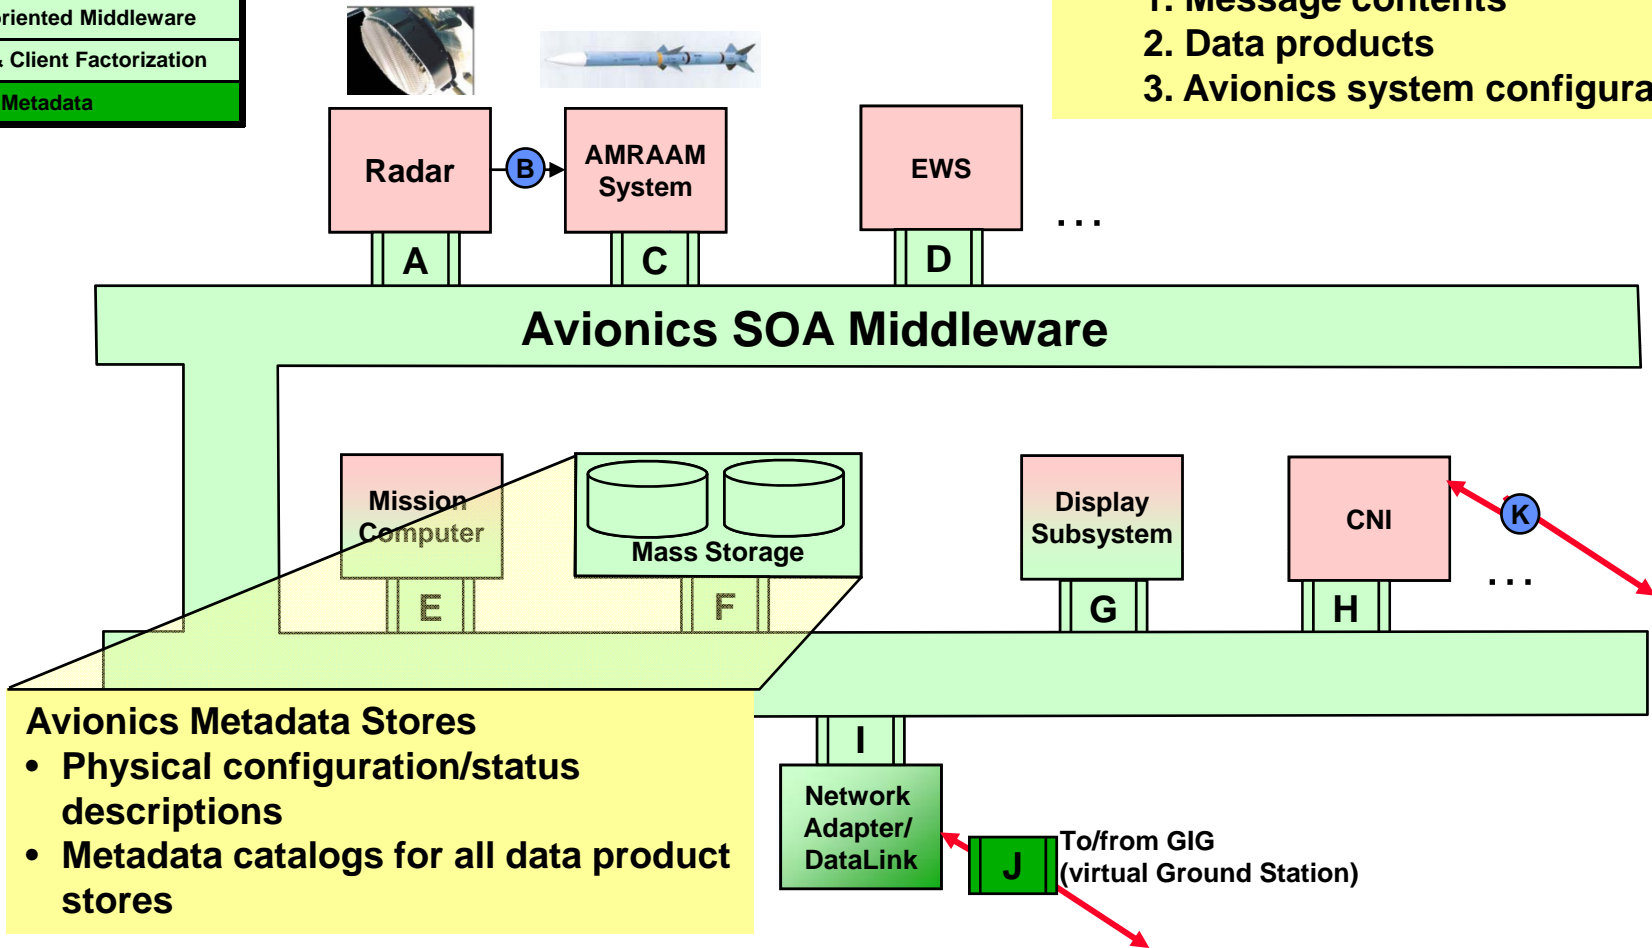 riented Middleware
Client Factorization
Metadata
1. Message contents
2. Data products
3. Avionics system configura
Radar
B
AMRAAM
System
EWS
...
A
C
D
Avionics SOA Middleware
Mission
Computer
Mass Storage
Display
Subsystem
CNI
K
...
E
F
G
H
Avionics Metadata Stores
• Physical configuration/status
descriptions
• Metadata catalogs for all data product
stores
I
Network
Adapter/
DataLink
J
To/from GIG
(virtual Ground Station)